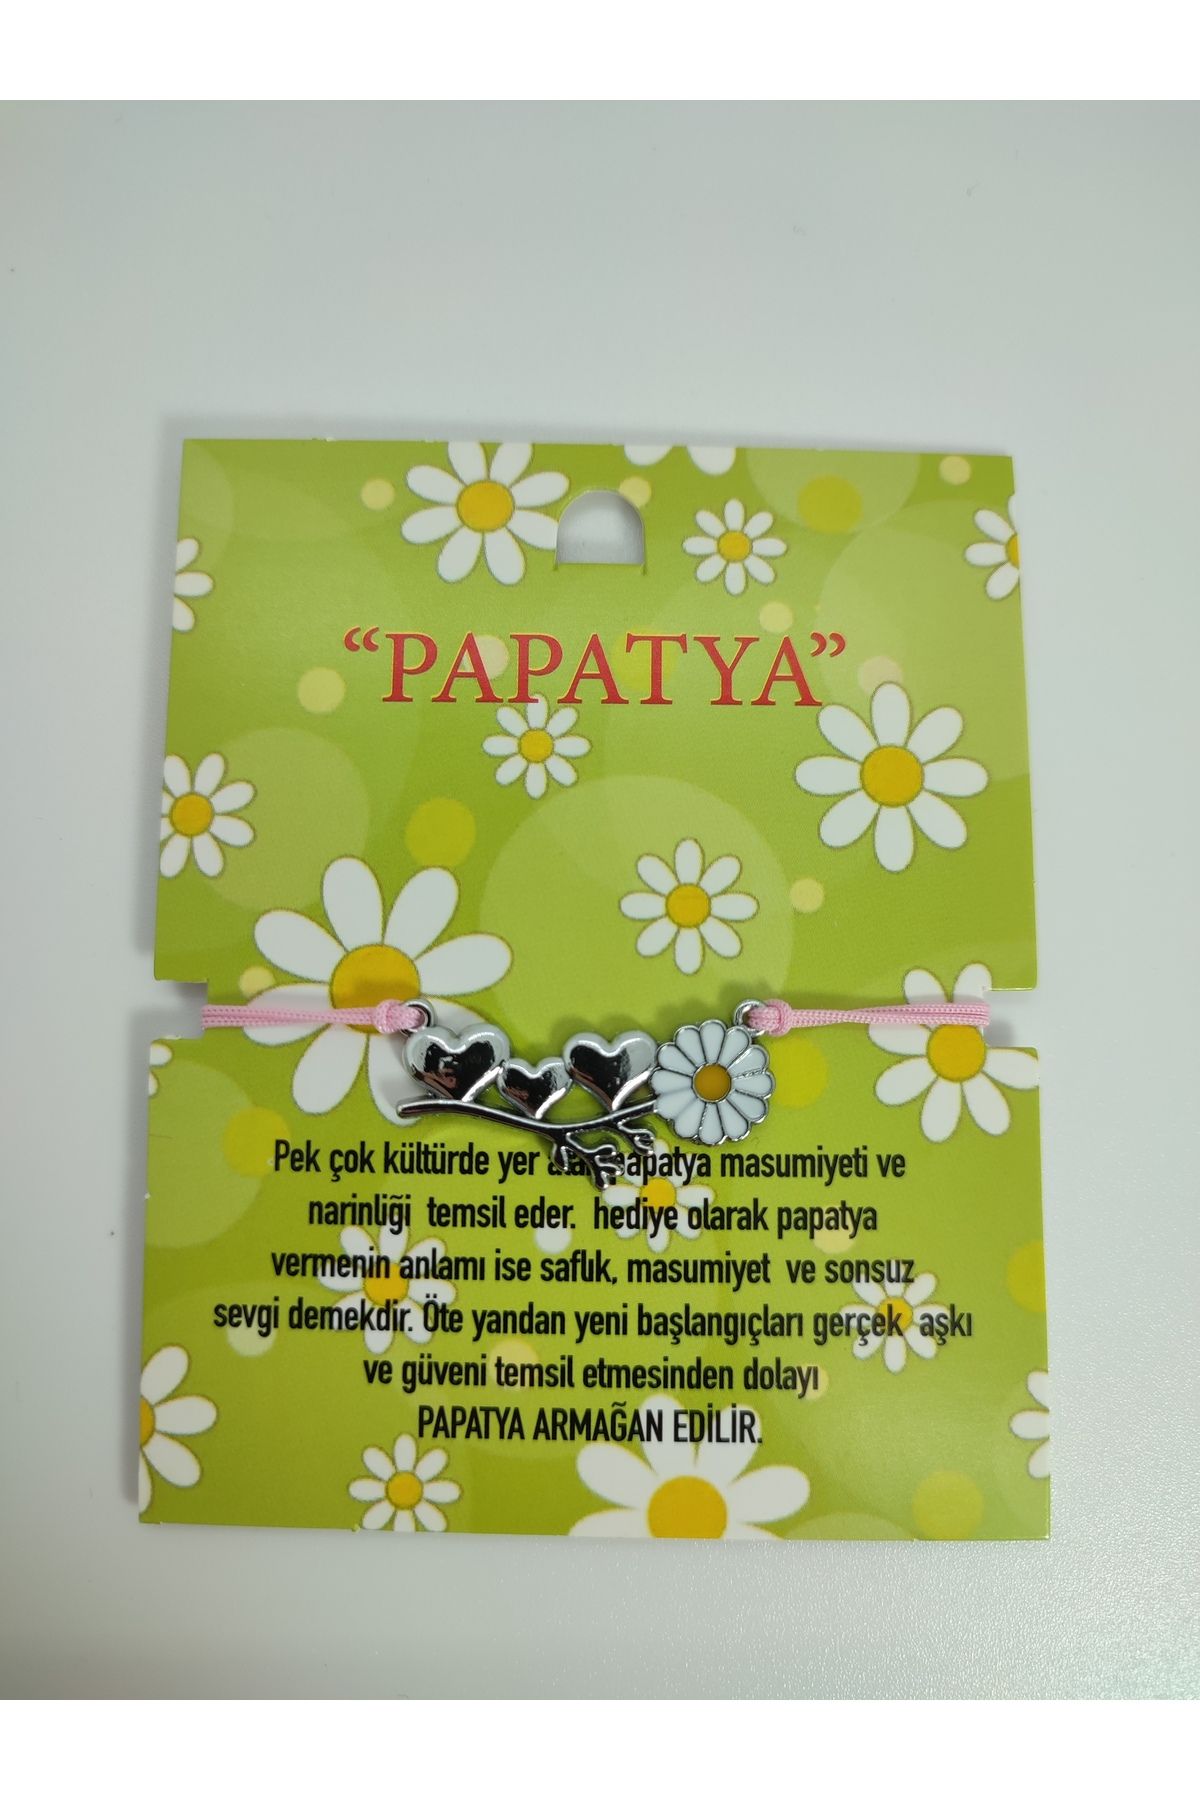 “PAPATYA”
Pek çok kültürde yer alan papatya masumiyeti ve
narinliği temsil eder. hediye olarak papatya
vermenin anlamı ise saflık, masumiyet ve sonsuz
sevgi demekdir. Öte yandan yeni başlangıçları gerçek aşkı
ve güveni temsil etmesinden dolayı
PAPATYA ARMAĞAN EDİLİR.